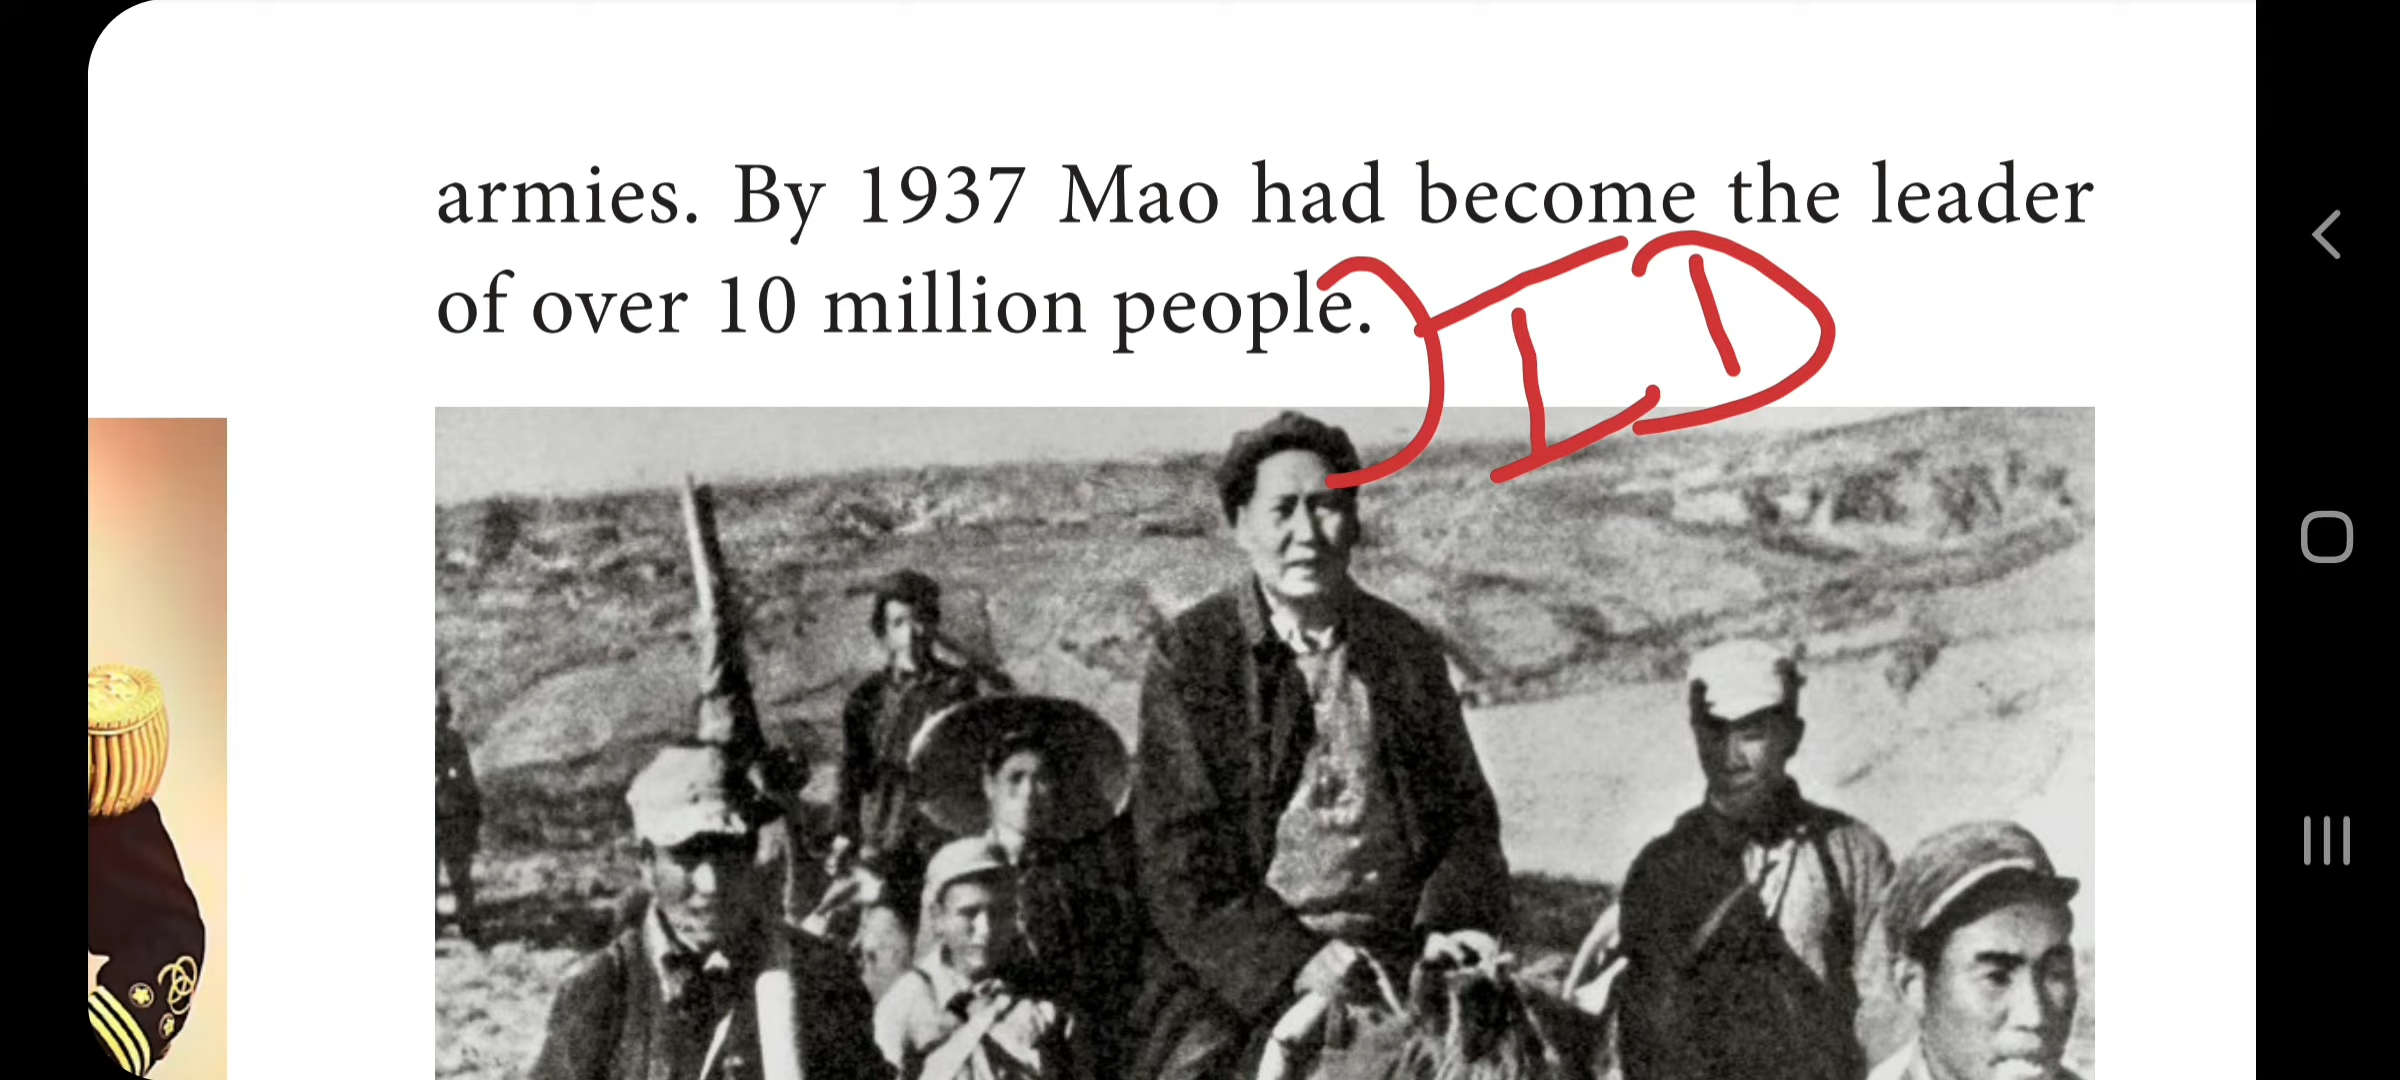 armies. By 1937 Mao had become the leader
of over 10 million people.